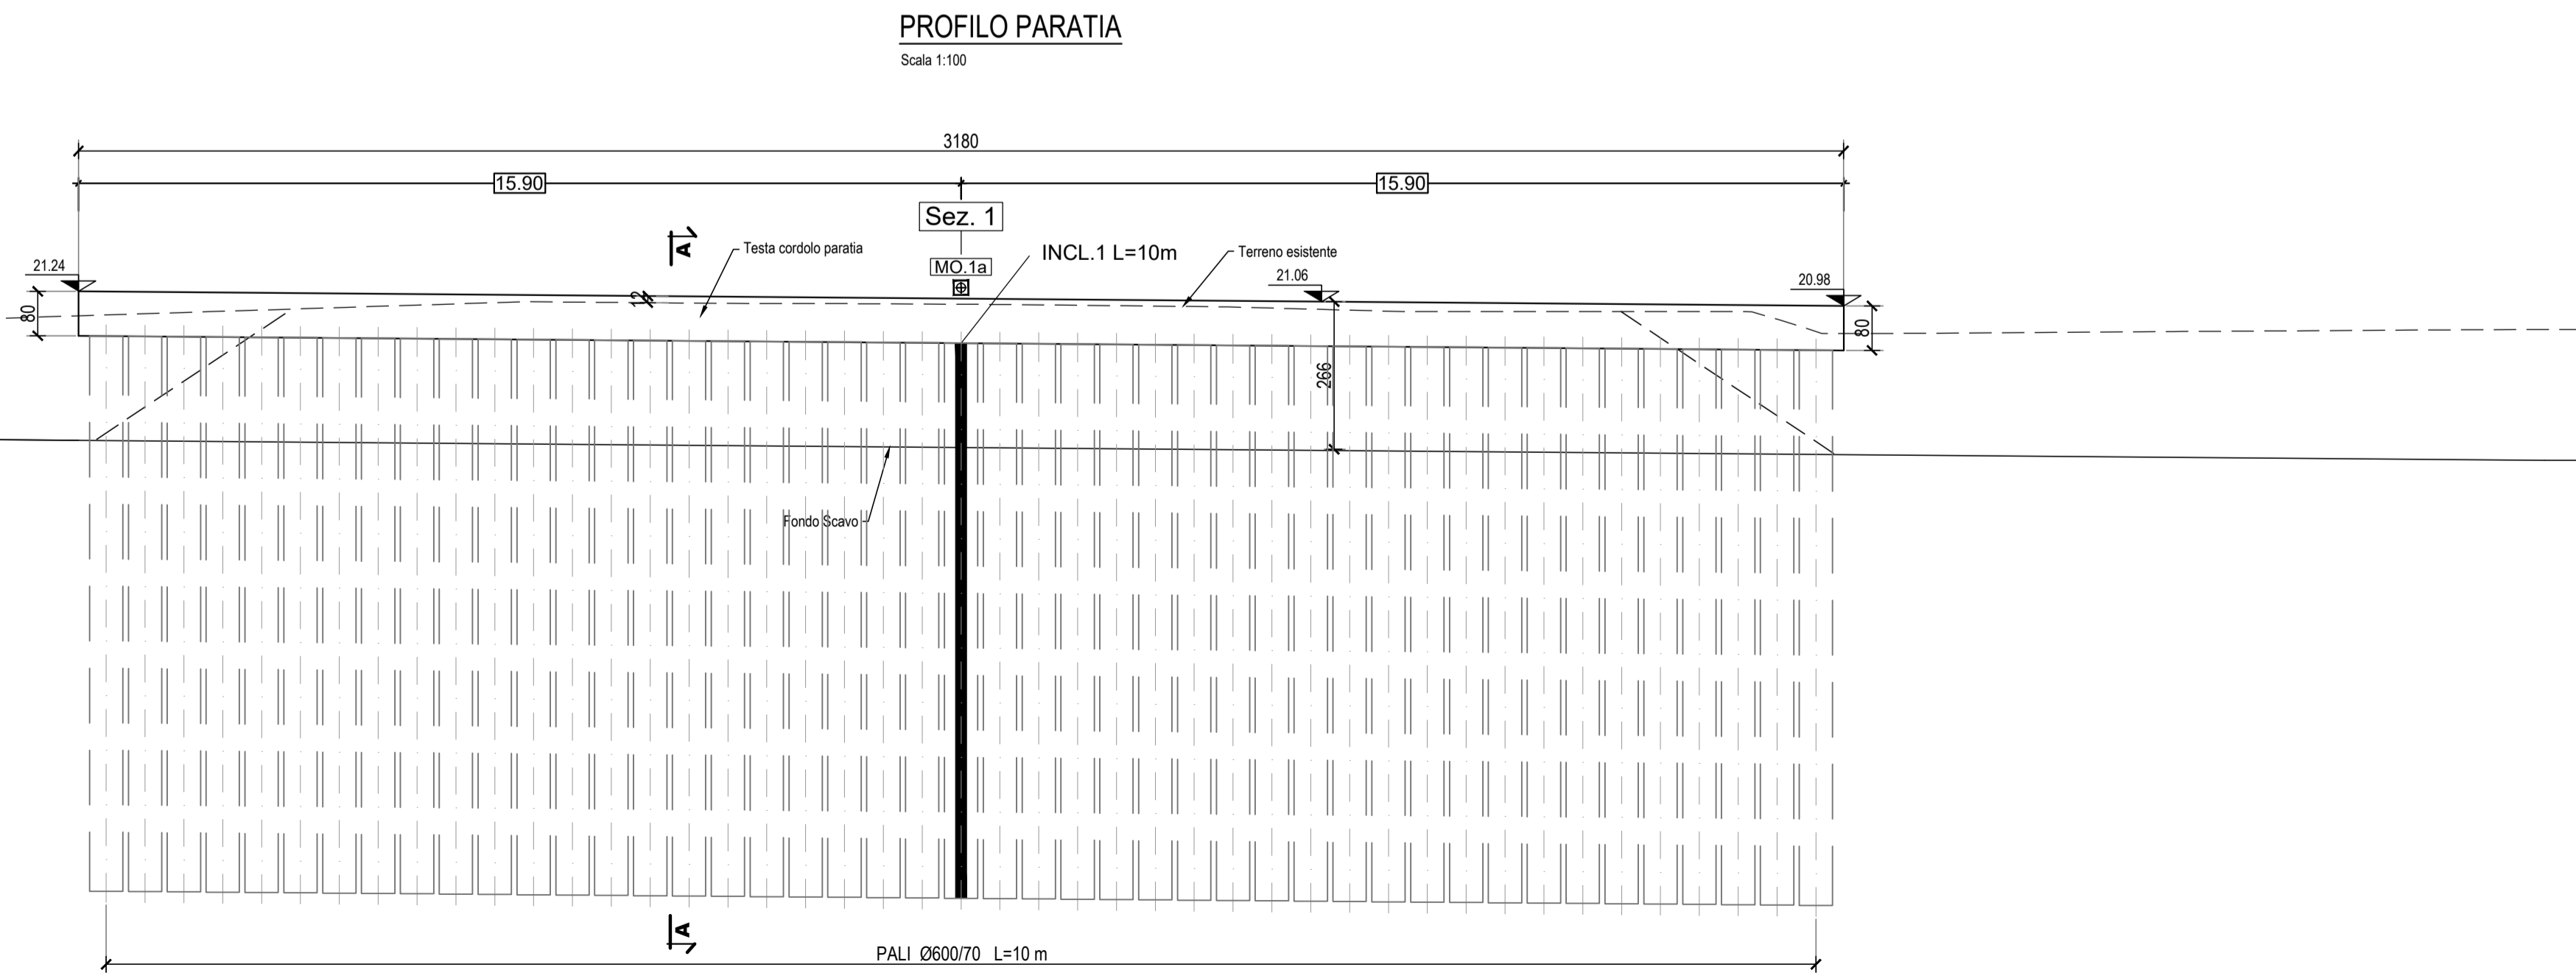 PROFILO PARATIA
Scala 1:100
3180
15.90
15.90
Sez. 1
A
Testa cordolo paratia
INCL.1 L=10m
Terreno esistente
MO.1a
21.24
21.06
20.98
12
80
80
266
Fondo Scavo
A
PALI Ø600/70 L=10 m